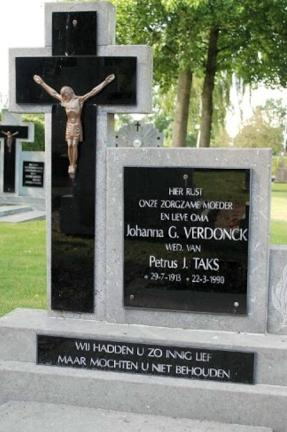 HIER RUST
ONZE ZORGZAME MOEDER
EN LIEVE OMA
Johanna G. VERDONCK
WED. VAN
Petrus J. TAKS
*29-7-1913 +22-3-1990
WIJ HADDEN U ZO INNIG LIEF
MAAR MOCHTEN U NIET BEHOUDEN